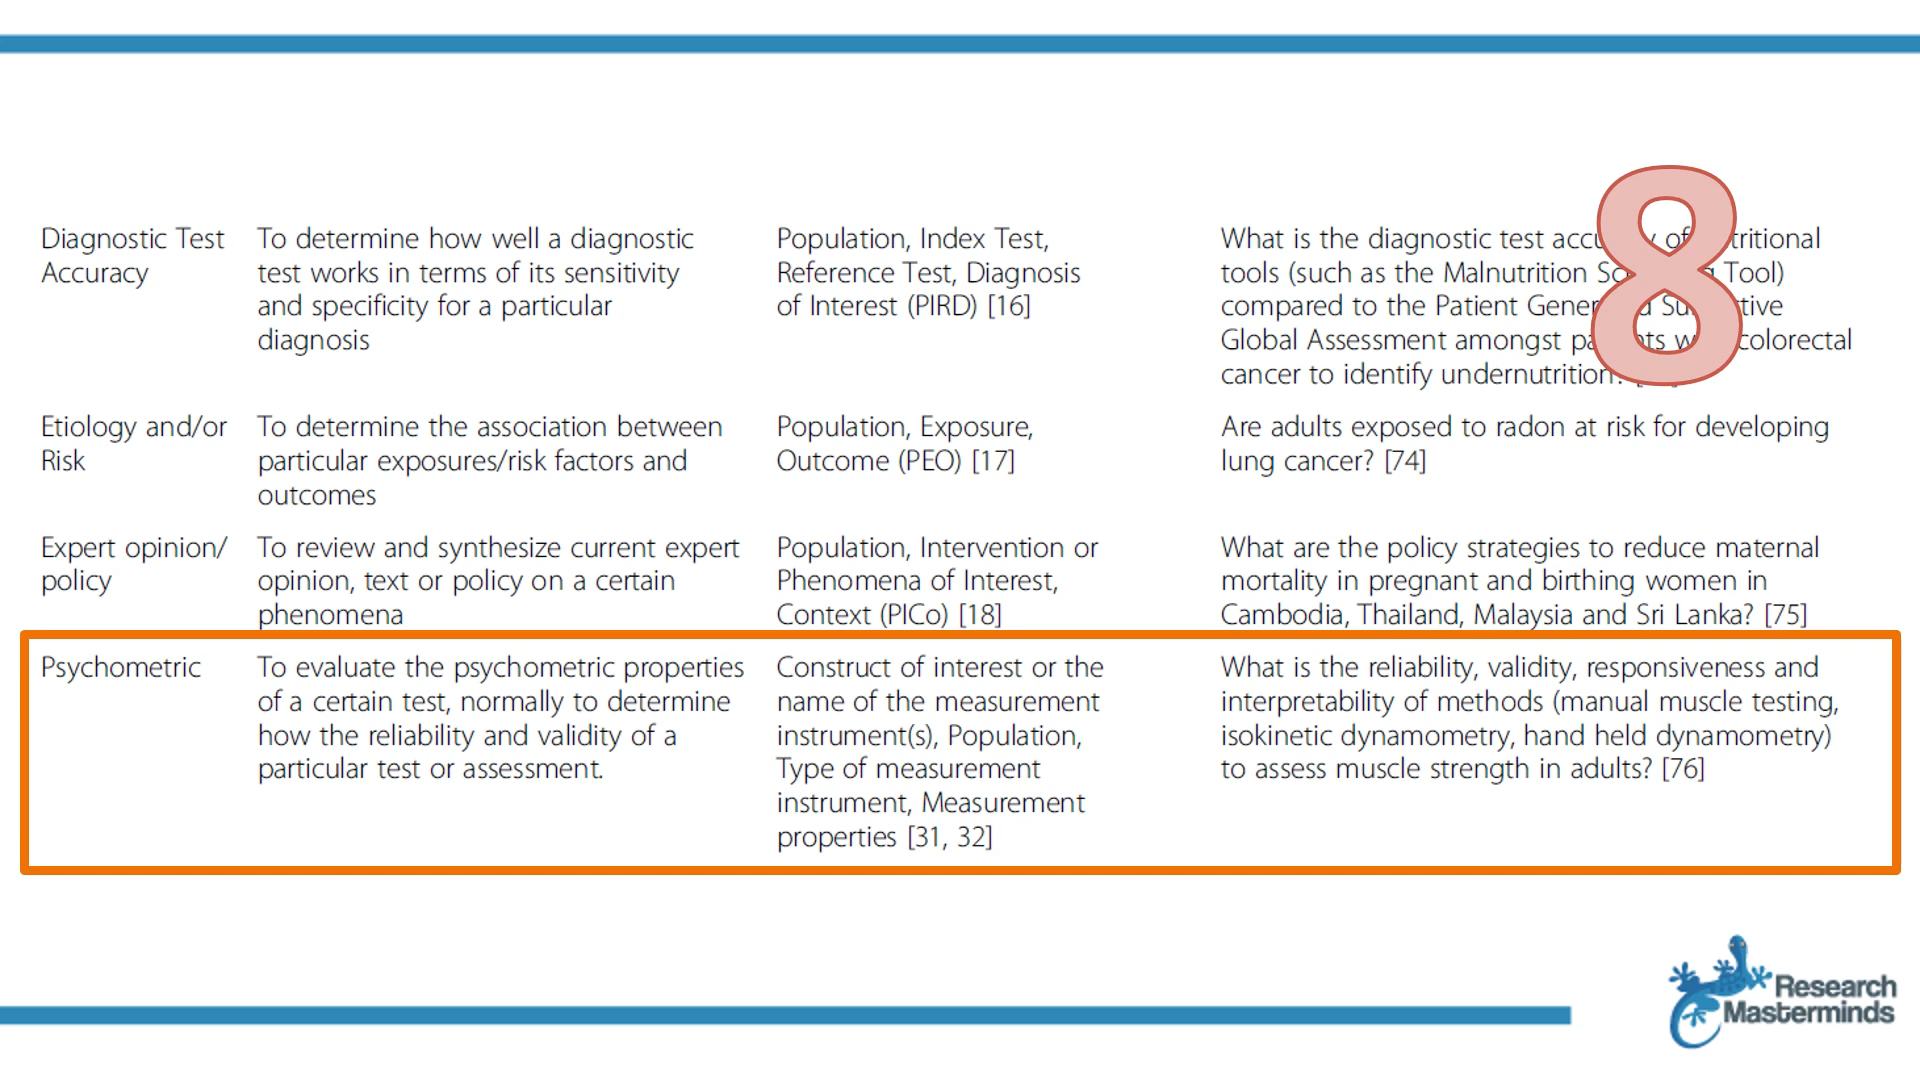 Diagnostic Test
Accuracy
To determine how well a diagnostic
test works in terms of its sensitivity
and specificity for a particular
diagnosis
Population, Index Test,
Reference Test, Diagnosis
of Interest (PIRD) [16]
What is the diagnostic test of
tools (such as the Malnutrition Tool)
compared to the Patient
Global Assessment amongst colorectal
cancer to identify undernutrition?
8
Etiology and/or
Risk
To determine the association between
particular exposures/risk factors and
outcomes
Population, Exposure,
Outcome (PEO) [17]
Are adults exposed to radon at risk for developing
lung cancer? [74]
Expert opinion/
policy
To review and synthesize current expert
opinion, text or policy on a certain
phenomena
Population, Intervention or
Phenomena of Interest,
Context (PICo) [18]
What are the policy strategies to reduce maternal
mortality in pregnant and birthing women in
Cambodia, Thailand, Malaysia and Sri Lanka? [75]
Psychometric
To evaluate the psychometric properties
of a certain test, normally to determine
how the reliability and validity of a
particular test or assessment.
Construct of interest or the
name of the measurement
instrument(s), Population,
Type of measurement
instrument, Measurement
properties [31, 32]
What is the reliability, validity, responsiveness and
interpretability of methods (manual muscle testing,
isokinetic dynamometry, hand held dynamometry)
to assess muscle strength in adults? [76]
Research
Masterminds